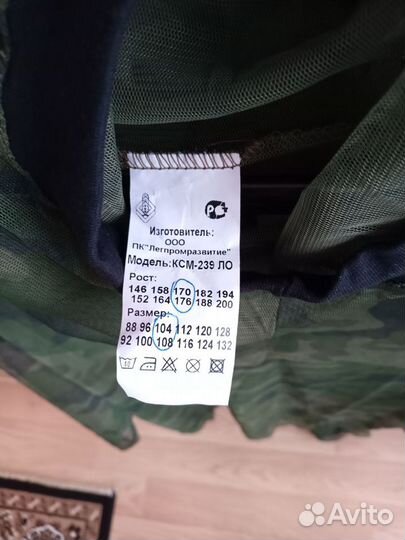 Изготовитель:
ООО
ПК"Легпромразвитие"
Модель:КСМ-239 ЛО
Рост:
146 158 170 182 194
152 164 176 188 200
Размер:
88 96 104 112 120 128
92 100 108 116 124 132
Avito